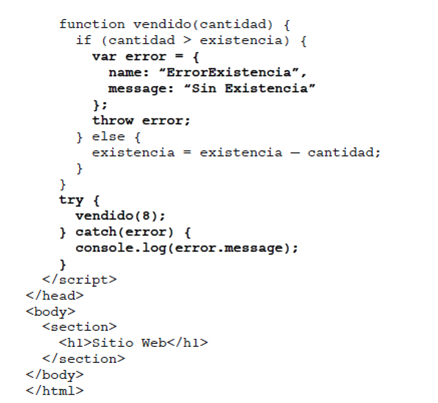 function vendido(cantidad) {
if (cantidad > existencia) {
var error = {
name: “ErrorExistencia”,
message: “Sin Existencia”
};
throw error;
} else {
existencia = existencia – cantidad;
}
}
try {
vendido(8);
} catch(error) {
console.log(error.message);
}
</script>
</head>
<body>
<section>
<h1>Sitio Web</h1>
</section>
</body>
</html>